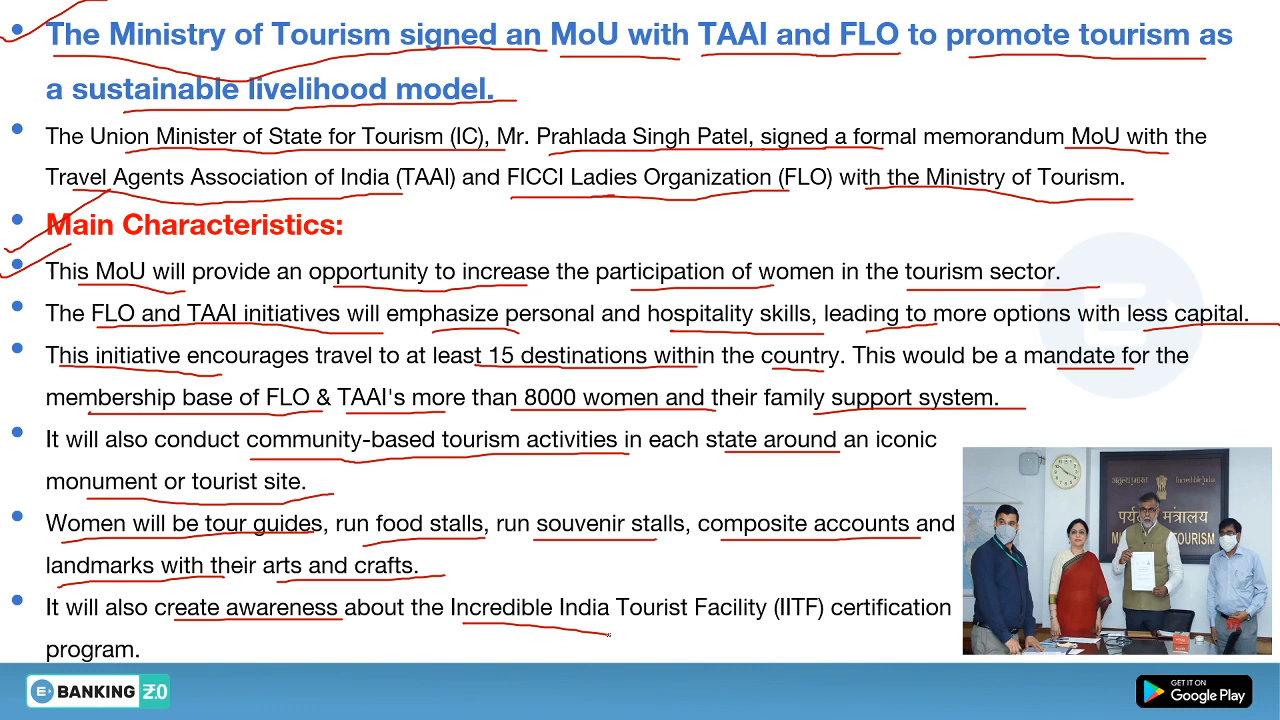 The Ministry of Tourism signed an MoU with TAAI and FLO to promote tourism as
a sustainable livelihood model.
The Union Minister of State for Tourism (IC), Mr. Prahlada Singh Patel, signed a formal memorandum MoU with the
Travel Agents Association of India (TAAI) and FICCI Ladies Organization (FLO) with the Ministry of Tourism.
Main Characteristics:
This MoU will provide an opportunity to increase the participation of women in the tourism sector.
The FLO and TAAI initiatives will emphasize personal and hospitality skills, leading to more options with less capital.
This initiative encourages travel to at least 15 destinations within the country. This would be a mandate for the
membership base of FLO & TAAI's more than 8000 women and their family support system.
It will also conduct community-based tourism activities in each state around an iconic
monument or tourist site.
Women will be tour guides, run food stalls, run souvenir stalls, composite accounts and
landmarks with their arts and crafts.
It will also create awareness about the Incredible India Tourist Facility (IITF) certification
program.
अतुल्य भारत Incredible India
मंत्रालय
TOURISM
BANKING 2.0
GET IT ON
Google Play